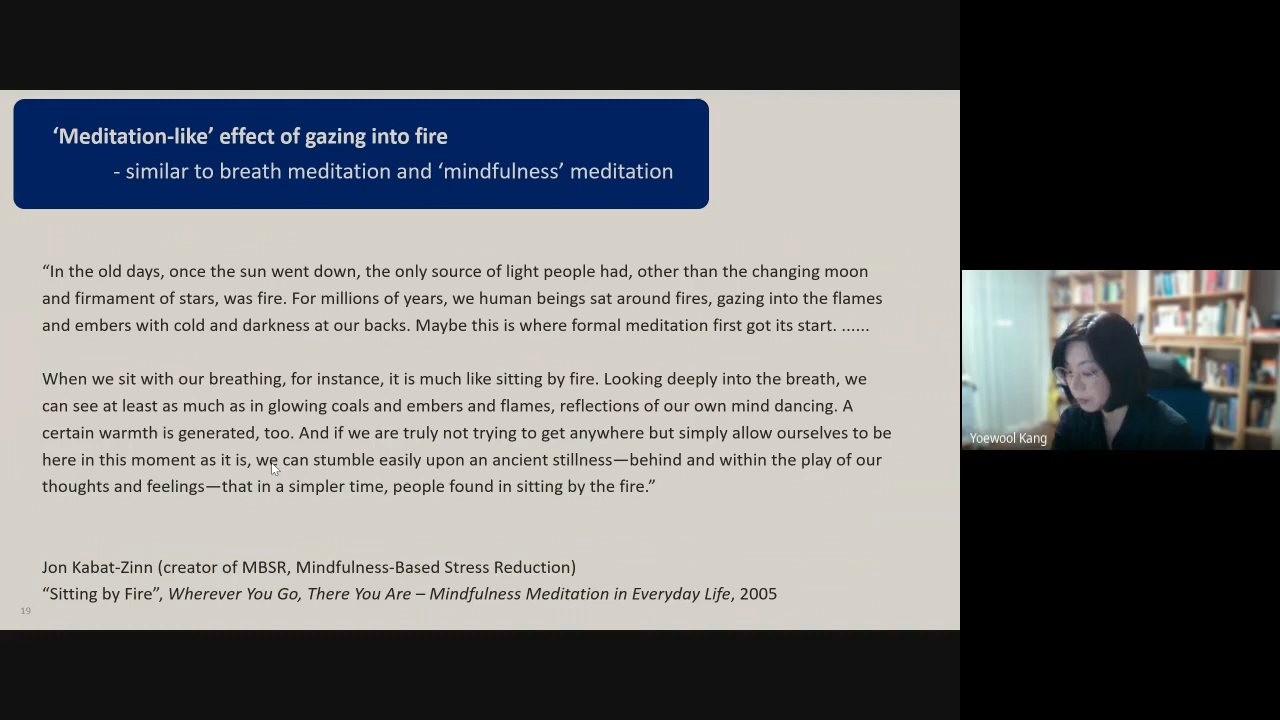 ‘Meditation-like’ effect of gazing into fire
- similar to breath meditation and ‘mindfulness’ meditation
“In the old days, once the sun went down, the only source of light people had, other than the changing moon
and firmament of stars, was fire. For millions of years, we human beings sat around fires, gazing into the flames
and embers with cold and darkness at our backs. Maybe this is where formal meditation first got its start. ......
When we sit with our breathing, for instance, it is much like sitting by fire. Looking deeply into the breath, we
can see at least as much as in glowing coals and embers and flames, reflections of our own mind dancing. A
certain warmth is generated, too. And if we are truly not trying to get anywhere but simply allow ourselves to be
here in this moment as it is, we can stumble easily upon an ancient stillness—behind and within the play of our
thoughts and feelings—that in a simpler time, people found in sitting by the fire.”
Jon Kabat-Zinn (creator of MBSR, Mindfulness-Based Stress Reduction)
“Sitting by Fire”, Wherever You Go, There You Are – Mindfulness Meditation in Everyday Life, 2005
19
Yoewool Kang